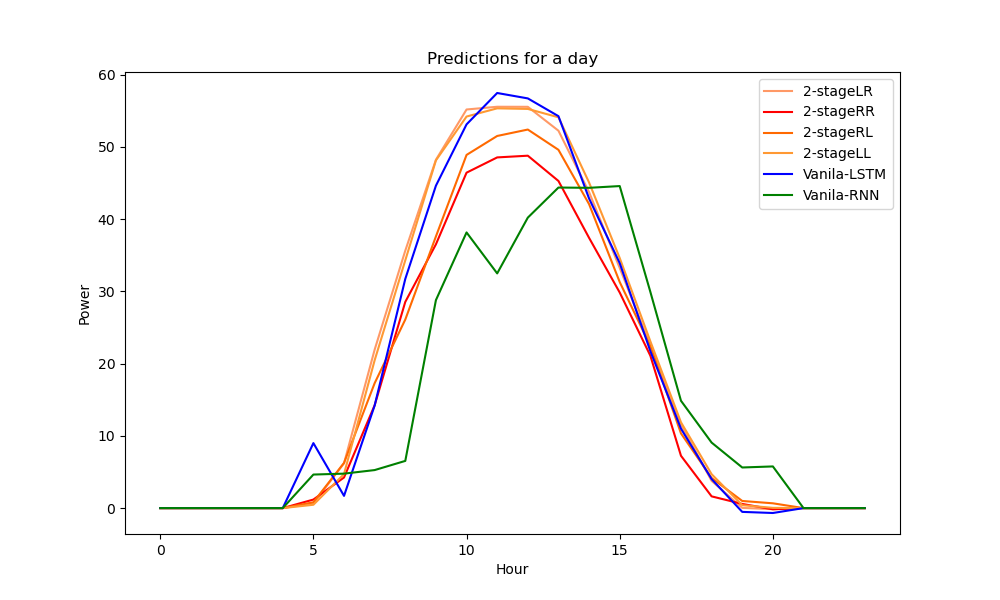 Predictions for a day
60
50
40
30
20
10
0
Power
0 5 10 15 20
Hour
2-stageLR
2-stageRR
2-stageRL
2-stageLL
Vanila-LSTM
Vanila-RNN